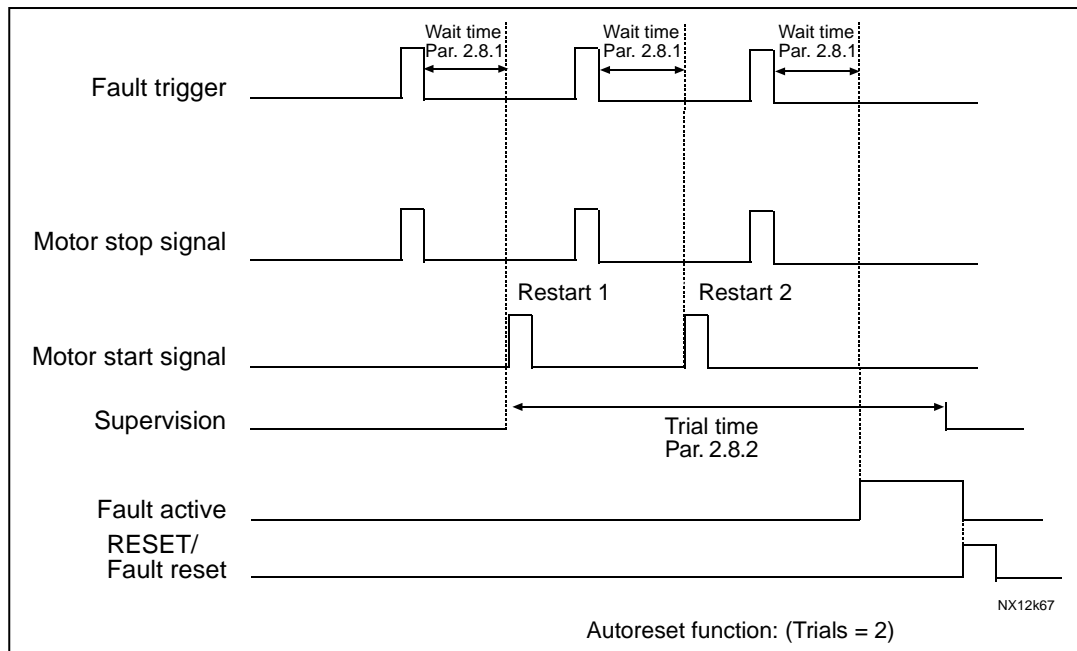 Wait time
Par. 2.8.1
Wait time
Par. 2.8.1
Wait time
Par. 2.8.1
Fault trigger
Motor stop signal
Restart 1
Restart 2
Motor start signal
Supervision
Trial time
Par. 2.8.2
Fault active
RESET/
Fault reset
NX12k67
Autoreset function: (Trials = 2)